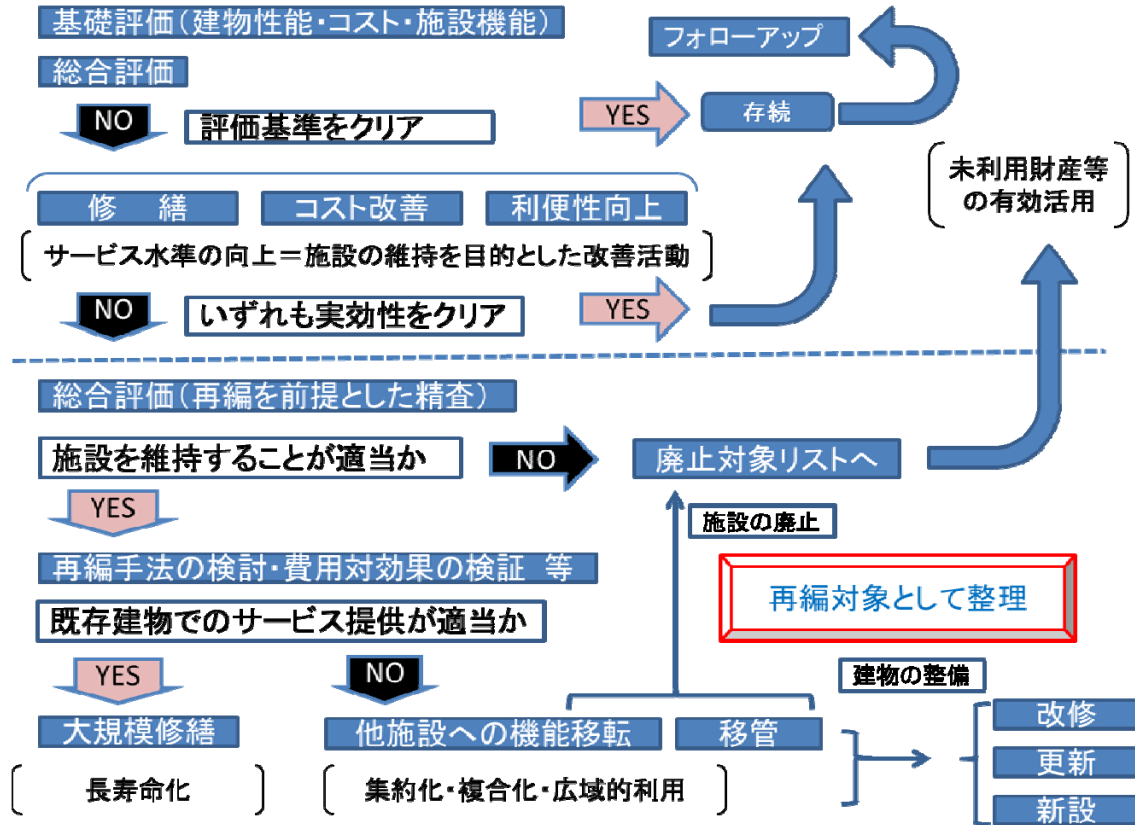 基礎評価(建物性能・コスト・施設機能)
フォローアップ
総合評価
NO
評価基準をクリア
YES
存続
未利用財産等
の有効活用
修　繕
コスト改善
利便性向上
サービス水準の向上=施設の維持を目的とした改善活動
NO
いずれも実効性をクリア
YES
総合評価(再編を前提とした精査)
施設を維持することが適当か
NO
廃止対象リストへ
YES
施設の廃止
再編手法の検討・費用対効果の検証 等
再編対象として整理
既存建物でのサービス提供が適当か
YES
NO
建物の整備
大規模修繕
他施設への機能移転
移管
改修
更新
新設
長寿命化
集約化・複合化・広域的利用